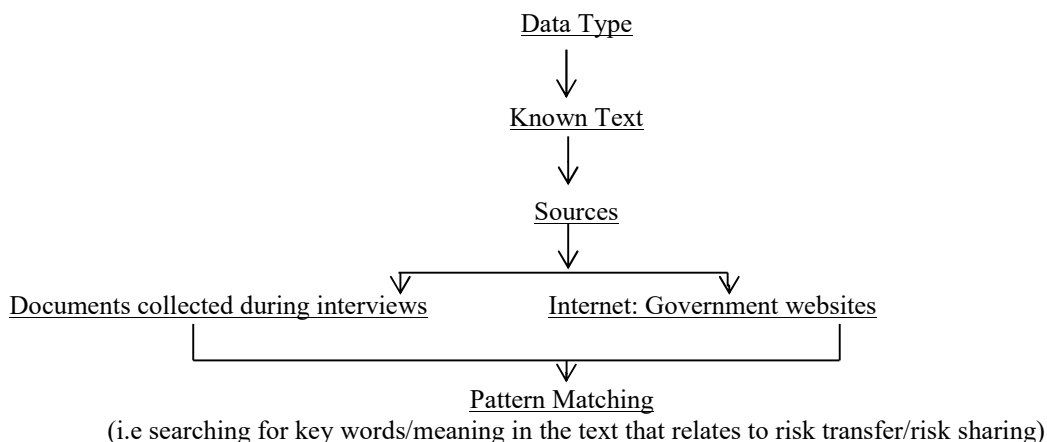 Data Type
Known Text
Sources
Documents collected during interviews
Internet: Government websites
Pattern Matching
(i.e searching for key words/meaning in the text that relates to risk transfer/risk sharing)